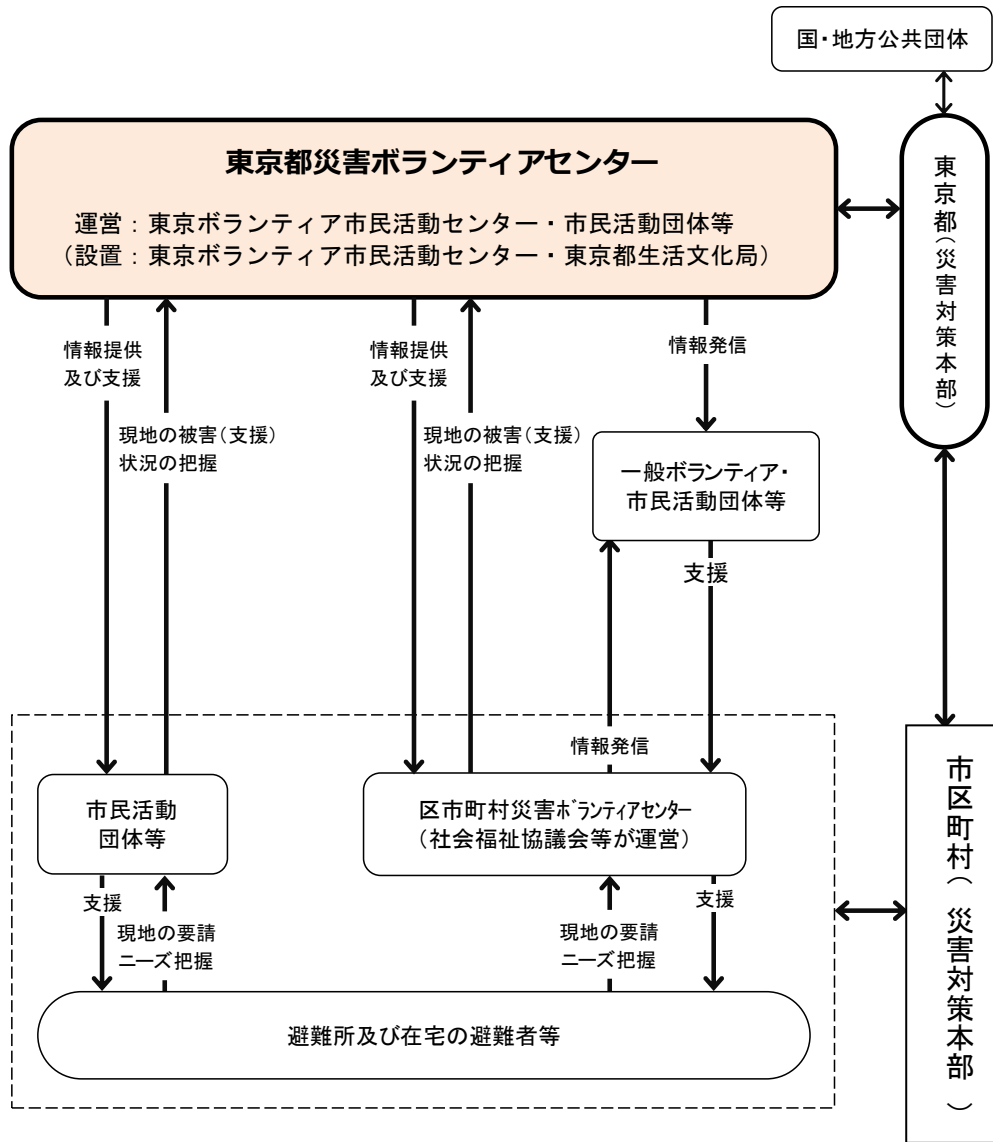 国・地方公共団体
東京都災害ボランティアセンター
運営：東京ボランティア市民活動センター・市民活動団体等
（設置：東京ボランティア市民活動センター・東京都生活文化局）
東京都（災害対策本部）
情報提供
及び支援
現地の被害（支援）
状況の把握
情報提供
及び支援
現地の被害（支援）
状況の把握
情報発信
一般ボランティア・
市民活動団体等
支援
情報発信
市民活動
団体等
区市町村災害ﾎﾞﾗﾝﾃｨｱｾﾝﾀｰ
（社会福祉協議会等が運営）
支援
現地の要請
ニーズ把握
現地の要請
ニーズ把握
支援
避難所及び在宅の避難者等
市区町村（災害対策本部）